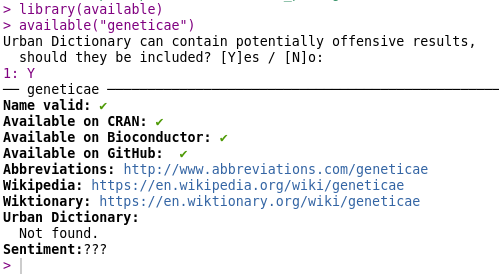 > library(available)
> available("geneticae")
Urban Dictionary can contain potentially offensive results,
  should they be included? [Y]es / [N]o:
1: Y
── geneticae ──────────────────────────────
Name valid: ✔
Available on CRAN: ✔
Available on Bioconductor: ✔
Available on GitHub:  ✔
Abbreviations: http://www.abbreviations.com/geneticae
Wikipedia: https://en.wikipedia.org/wiki/geneticae
Wiktionary: https://en.wiktionary.org/wiki/geneticae
Urban Dictionary:
  Not found.
Sentiment:???
>